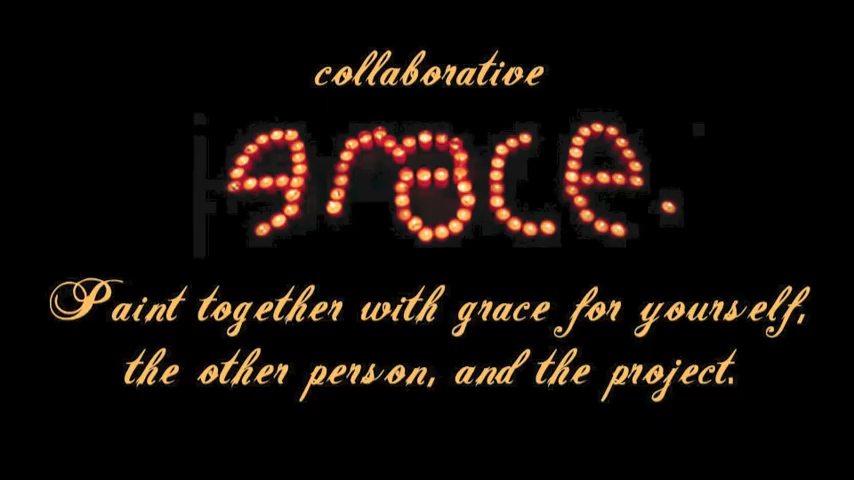 collaborative
grace.
Paint together with grace for yourself,
the other person, and the project.